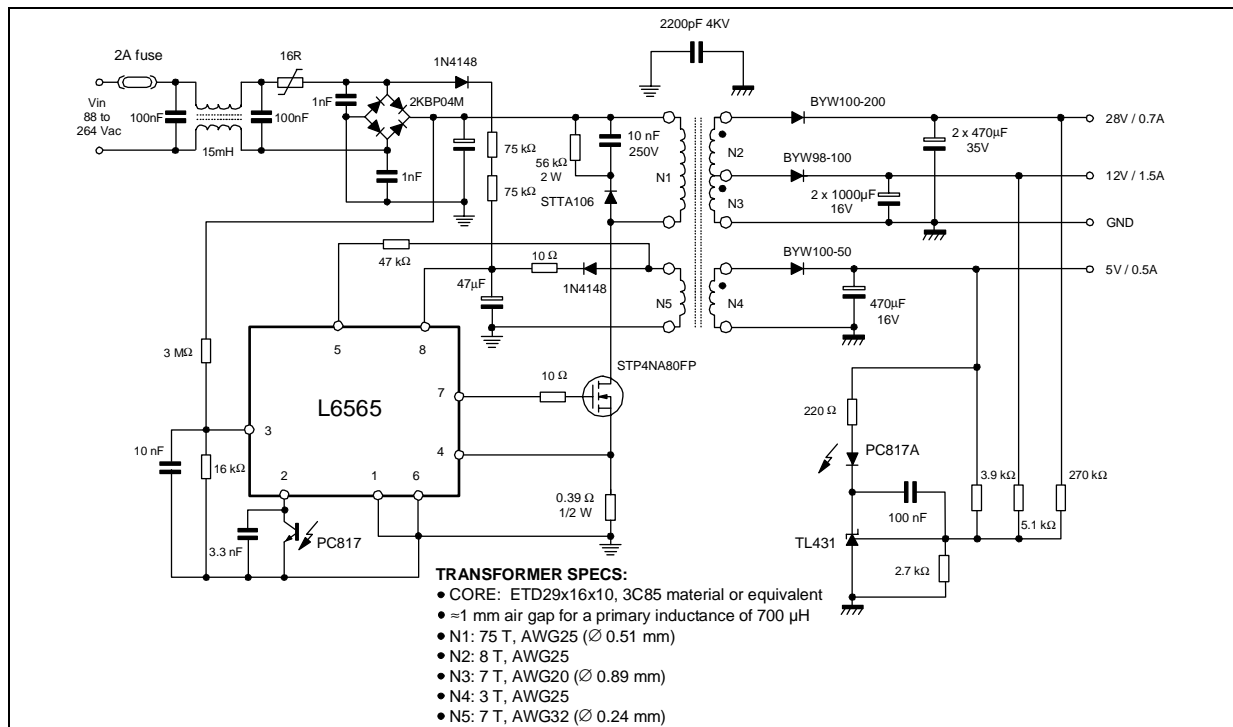 2200pF 4KV
2A fuse
16R
1N4148
Vin
88 to
264 Vac
100nF
100nF
15mH
1nF
2KBP04M
1nF
75 kΩ
75 kΩ
56 kΩ
2 W
10 nF
250V
STTA106
N1
N2
N3
BYW100-200
28V / 0.7A
2 x 470µF
35V
BYW98-100
12V / 1.5A
2 x 1000µF
16V
GND
47 kΩ
10 Ω
1N4148
47µF
N5
N4
BYW100-50
5V / 0.5A
470µF
16V
3 MΩ
5
8
L6565
7
10 Ω
STP4NA80FP
3
4
10 nF
16 kΩ
2
1
6
0.39 Ω
1/2 W
3.3 nF
PC817
220 Ω
PC817A
100 nF
3.9 kΩ
5.1 kΩ
270 kΩ
TL431
2.7 kΩ
TRANSFORMER SPECS:
● CORE: ETD29x16x10, 3C85 material or equivalent
● ≈1 mm air gap for a primary inductance of 700 µH
● N1: 75 T, AWG25 (∅ 0.51 mm)
● N2: 8 T, AWG25
● N3: 7 T, AWG20 (∅ 0.89 mm)
● N4: 3 T, AWG25
● N5: 7 T, AWG32 (∅ 0.24 mm)